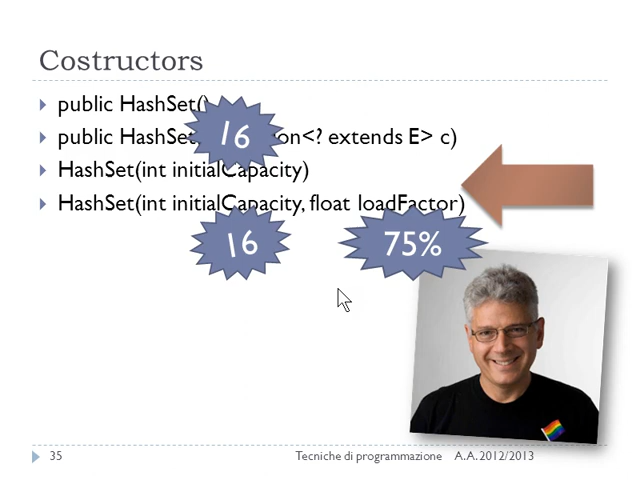 Costructors
public HashSet()
16
public HashSet on<? extends E> c)
HashSet(int initialCapacity)
HashSet(int initialCapacity, float loadFactor)
16
75%
35
Tecniche di programmazione A.A. 2012/2013